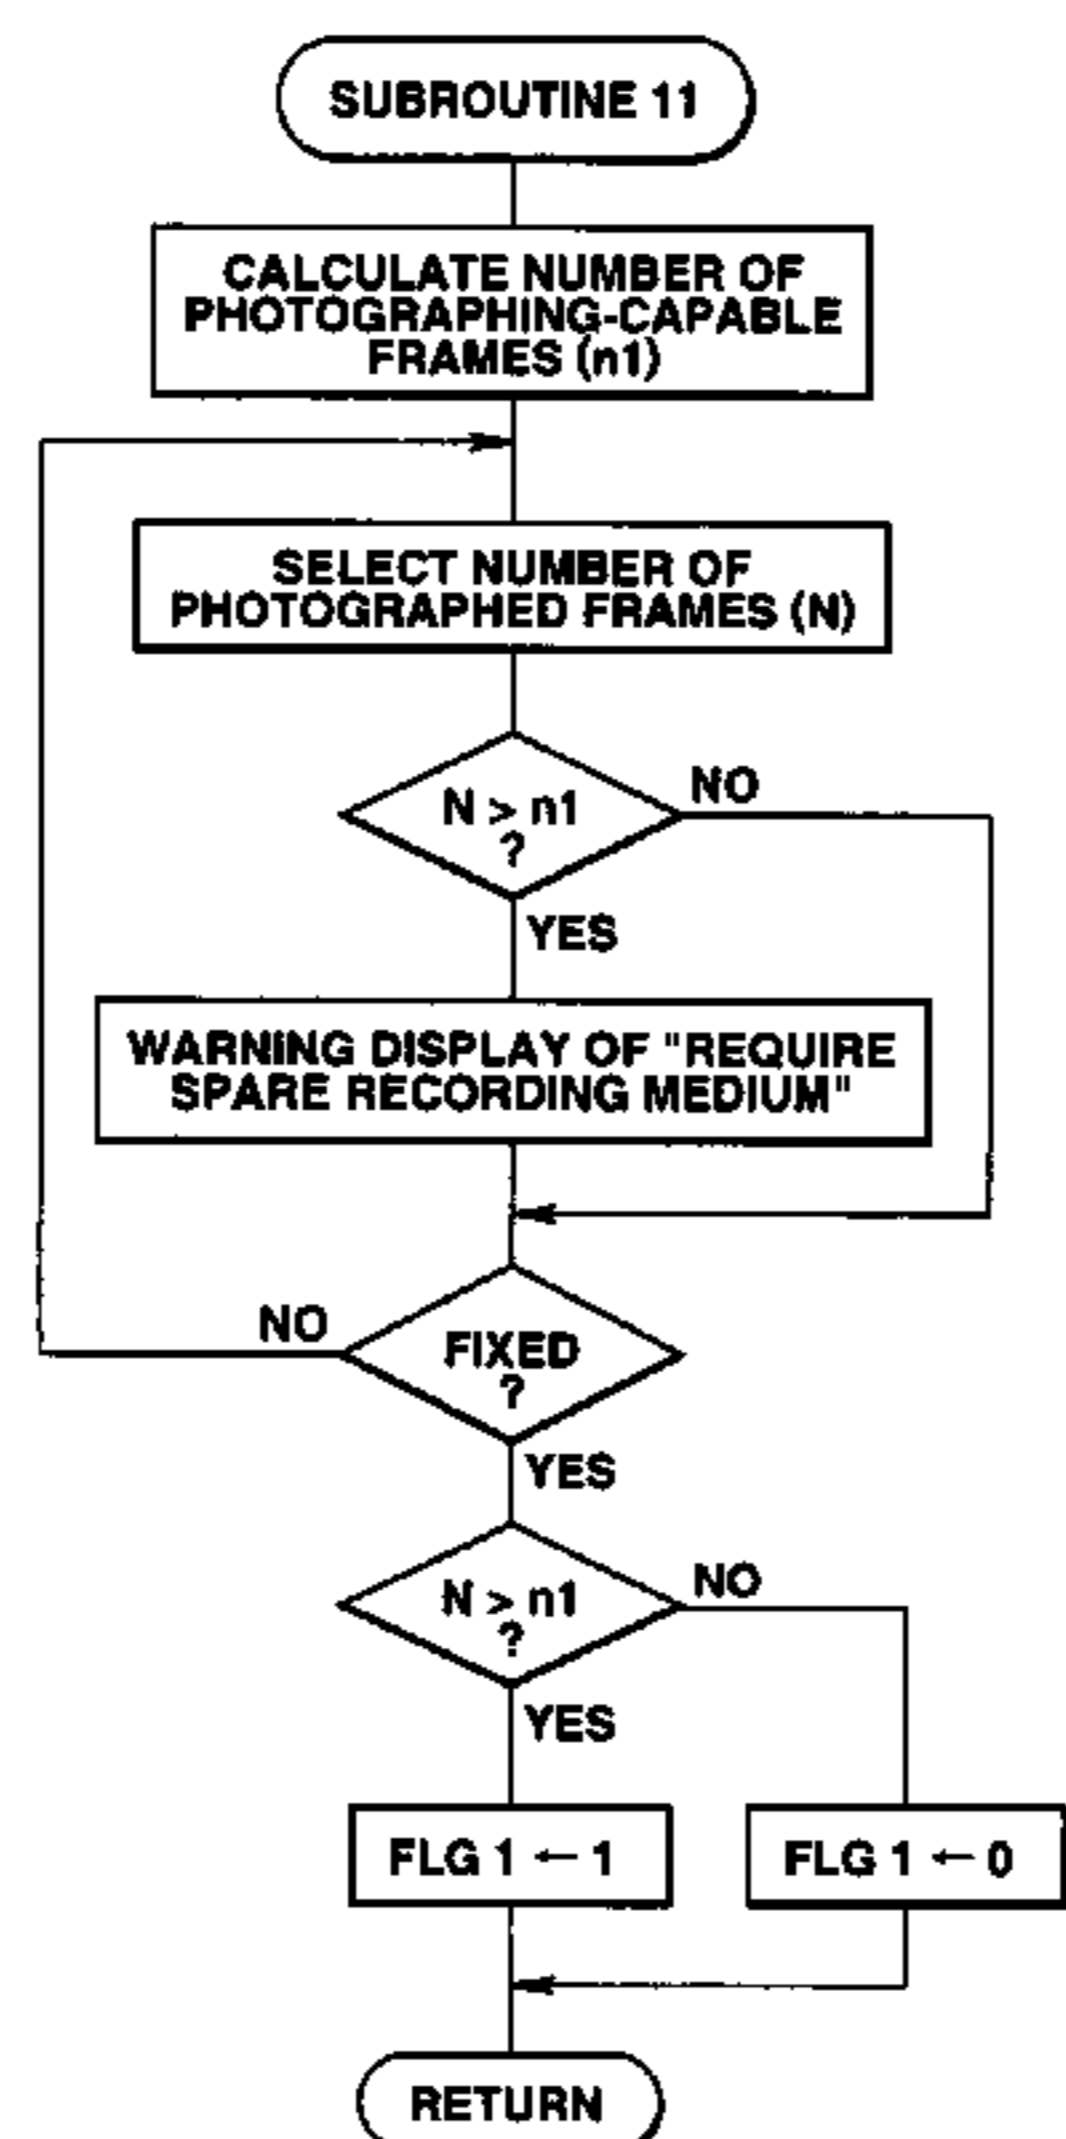 SUBROUTINE 11
CALCULATE NUMBER OF
PHOTOGRAPHING-CAPABLE
FRAMES (n1)
SELECT NUMBER OF
PHOTOGRAPHED FRAMES (N)
N > n1
?
NO
YES
WARNING DISPLAY OF "REQUIRE
SPARE RECORDING MEDIUM"
NO
FIXED
?
YES
N > n1
?
NO
YES
FLG 1 ← 1
FLG 1 ← 0
RETURN